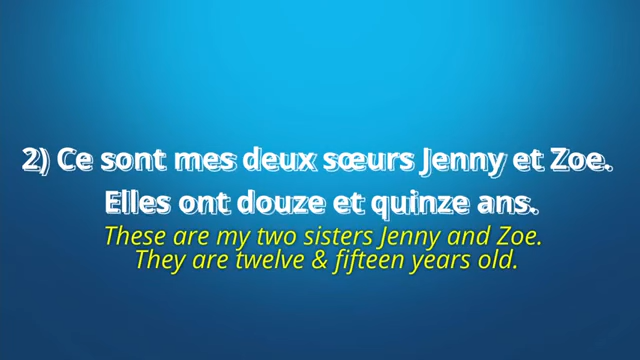 2) Ce sont mes deux sœurs Jenny et Zoe.
Elles ont douze et quinze ans.
These are my two sisters Jenny and Zoe.
They are twelve & fifteen years old.